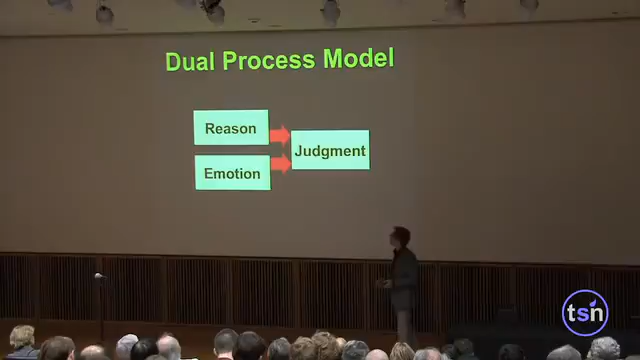 Dual Process Model
Reason
Judgment
Emotion
tsn